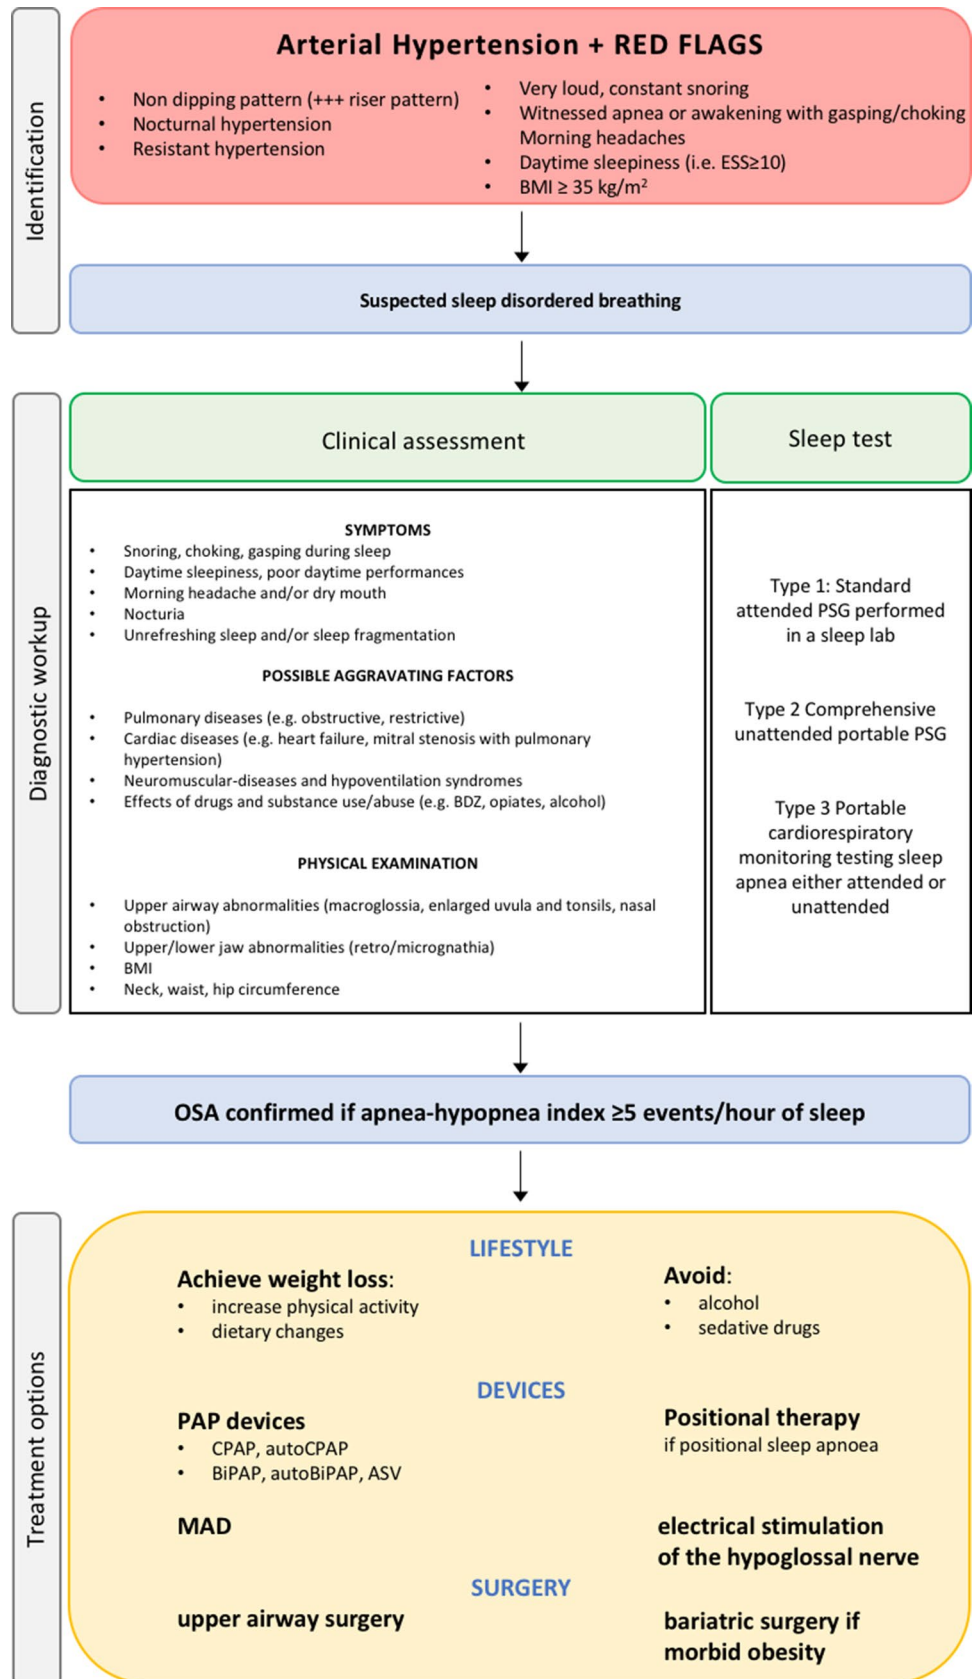 Identification
Arterial Hypertension + RED FLAGS
• Non dipping pattern (+++ riser pattern)
• Nocturnal hypertension
• Resistant hypertension
• Very loud, constant snoring
• Witnessed apnea or awakening with gasping/choking
Morning headaches
• Daytime sleepiness (i.e. ESS≥10)
• BMI ≥ 35 kg/m²
Suspected sleep disordered breathing
Diagnostic workup
Clinical assessment
SYMPTOMS
• Snoring, choking, gasping during sleep
• Daytime sleepiness, poor daytime performances
• Morning headache and/or dry mouth
• Nocturia
• Unrefreshing sleep and/or sleep fragmentation
POSSIBLE AGGRAVATING FACTORS
• Pulmonary diseases (e.g. obstructive, restrictive)
• Cardiac diseases (e.g. heart failure, mitral stenosis with pulmonary
hypertension)
• Neuromuscular-diseases and hypoventilation syndromes
• Effects of drugs and substance use/abuse (e.g. BDZ, opiates, alcohol)
PHYSICAL EXAMINATION
• Upper airway abnormalities (macroglossia, enlarged uvula and tonsils, nasal
obstruction)
• Upper/lower jaw abnormalities (retro/micrognathia)
• BMI
• Neck, waist, hip circumference
Sleep test
Type 1: Standard
attended PSG performed
in a sleep lab
Type 2 Comprehensive
unattended portable PSG
Type 3 Portable
cardiorespiratory
monitoring testing sleep
apnea either attended or
unattended
OSA confirmed if apnea-hypopnea index ≥5 events/hour of sleep
Treatment options
LIFESTYLE
Achieve weight loss:
• increase physical activity
• dietary changes
Avoid:
• alcohol
• sedative drugs
DEVICES
PAP devices
• CPAP, autoCPAP
• BiPAP, autoBiPAP, ASV
Positional therapy
if positional sleep apnoea
MAD
electrical stimulation
of the hypoglossal nerve
SURGERY
upper airway surgery
bariatric surgery if
morbid obesity